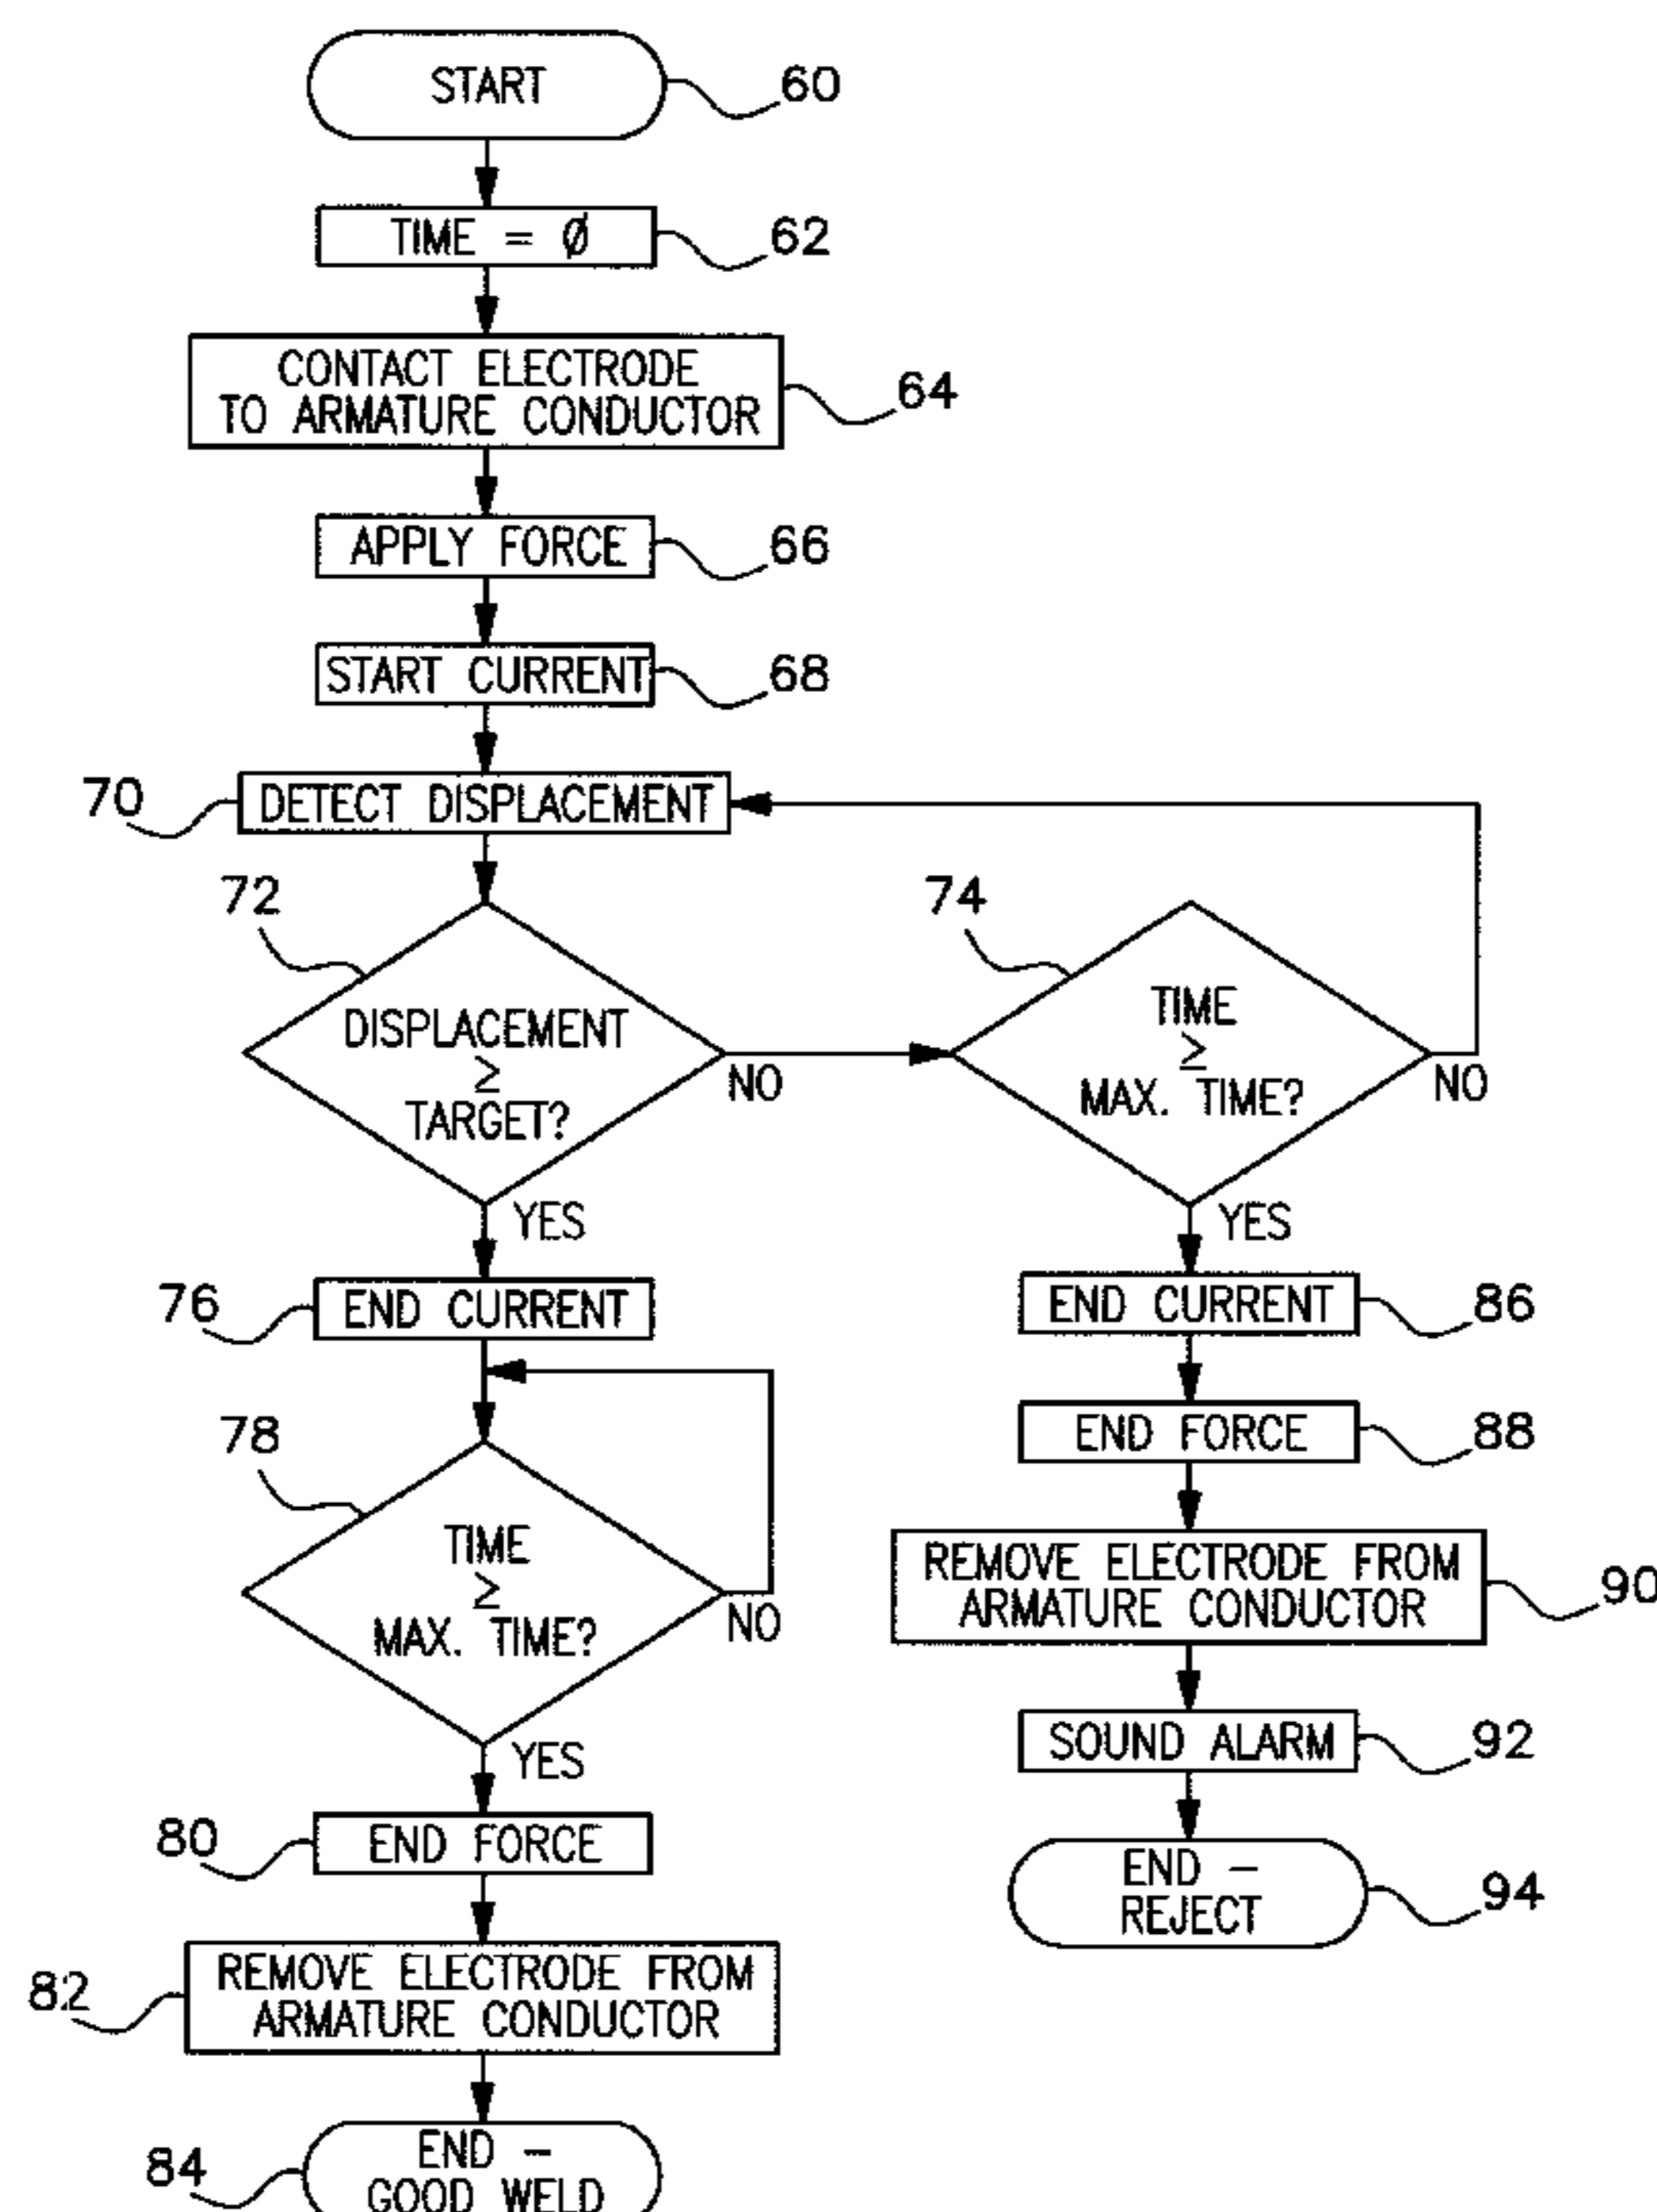 START
60
TIME = Ø
62
CONTACT ELECTRODE
TO ARMATURE CONDUCTOR
64
APPLY FORCE
66
START CURRENT
68
70
DETECT DISPLACEMENT
72
DISPLACEMENT
≥
TARGET?
NO
YES
74
TIME
≥
MAX. TIME?
NO
YES
76
END CURRENT
78
TIME
≥
MAX. TIME?
NO
YES
80
END FORCE
82
REMOVE ELECTRODE FROM
ARMATURE CONDUCTOR
84
END –
GOOD WELD
END CURRENT
86
END FORCE
88
REMOVE ELECTRODE FROM
ARMATURE CONDUCTOR
90
SOUND ALARM
92
END –
REJECT
94